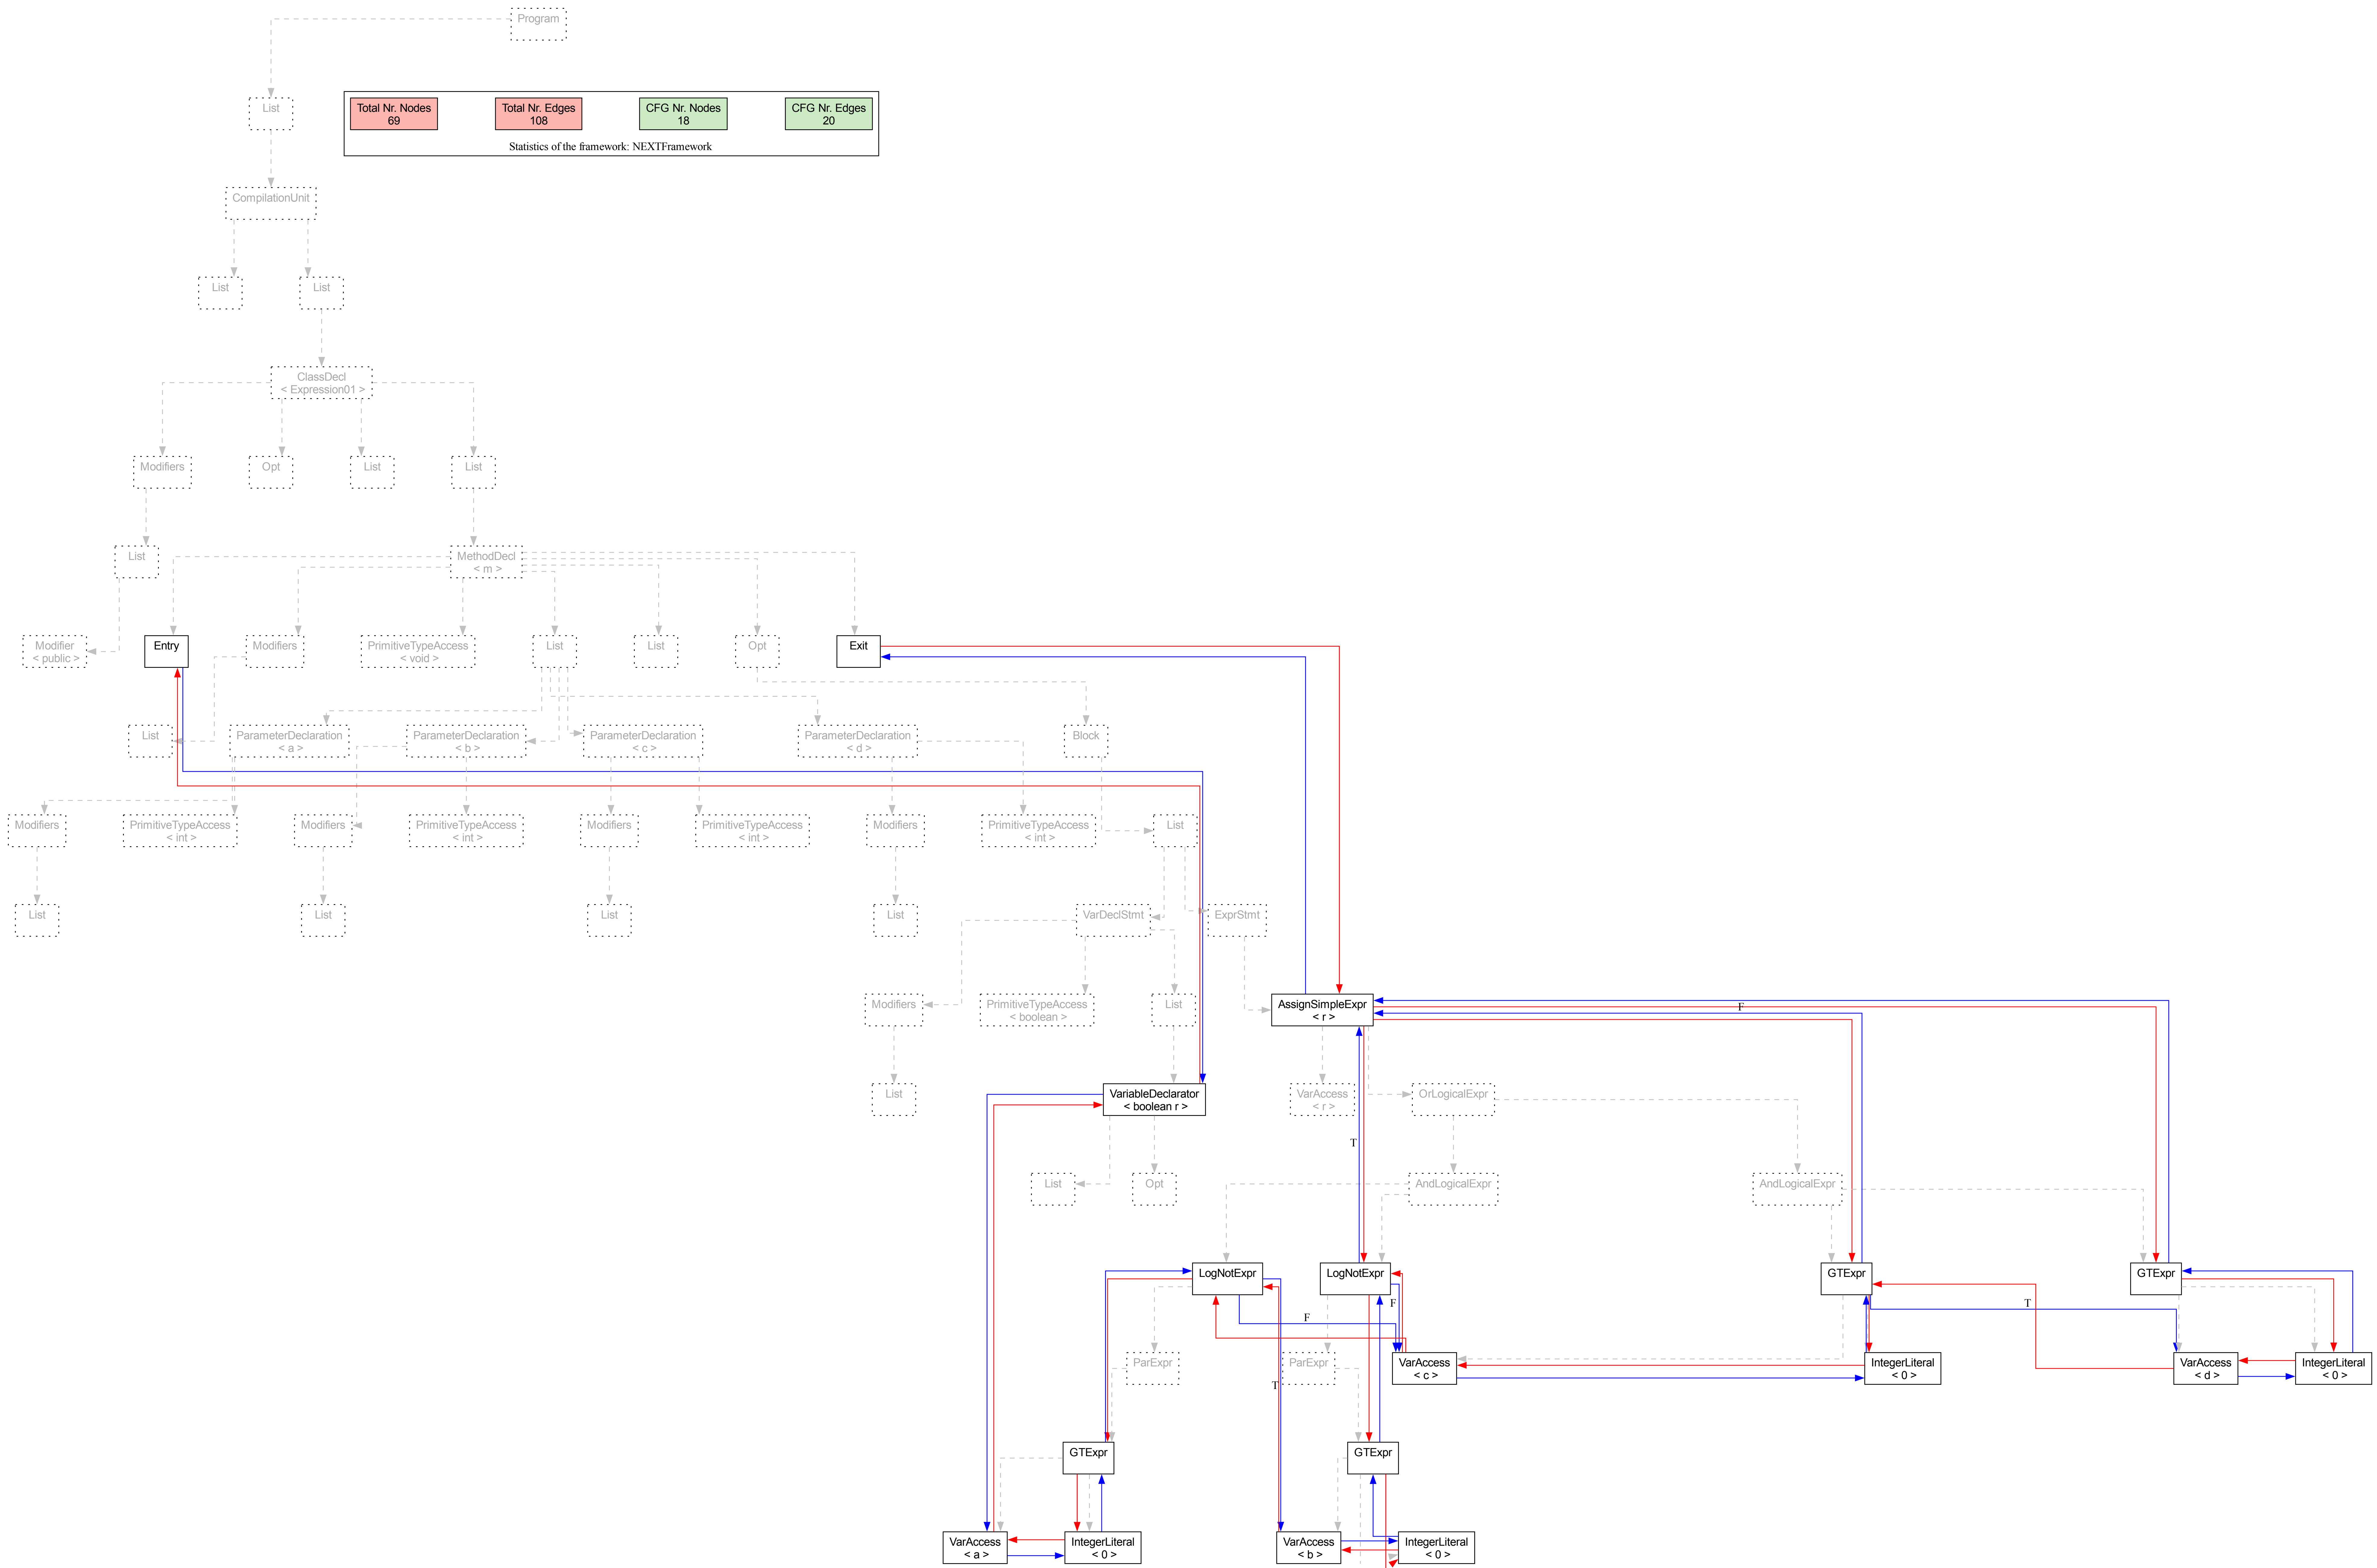 Program
List
Total Nr. Nodes
69
Total Nr. Edges
108
CFG Nr. Nodes
18
CFG Nr. Edges
20
Statistics of the framework: NEXTFramework
CompilationUnit
List
List
ClassDecl
< Expression01 >
Modifiers
Opt
List
List
List
MethodDecl
< m >
Modifier
< public >
Entry
Modifiers
PrimitiveTypeAccess
< void >
List
List
Opt
Exit
List
ParameterDeclaration
< a >
ParameterDeclaration
< b >
ParameterDeclaration
< c >
ParameterDeclaration
< d >
Block
Modifiers
PrimitiveTypeAccess
< int >
Modifiers
PrimitiveTypeAccess
< int >
Modifiers
PrimitiveTypeAccess
< int >
Modifiers
PrimitiveTypeAccess
< int >
List
List
List
List
List
VarDeclStmt
ExprStmt
Modifiers
PrimitiveTypeAccess
< boolean >
List
AssignSimpleExpr
< r >
F
List
VariableDeclarator
< boolean r >
VarAccess
< r >
OrLogicalExpr
T
List
Opt
AndLogicalExpr
AndLogicalExpr
LogNotExpr
LogNotExpr
GTExpr
GTExpr
F
F
T
ParExpr
ParExpr
VarAccess
< c >
IntegerLiteral
< 0 >
VarAccess
< d >
IntegerLiteral
< 0 >
T
GTExpr
GTExpr
VarAccess
< a >
IntegerLiteral
< 0 >
VarAccess
< b >
IntegerLiteral
< 0 >